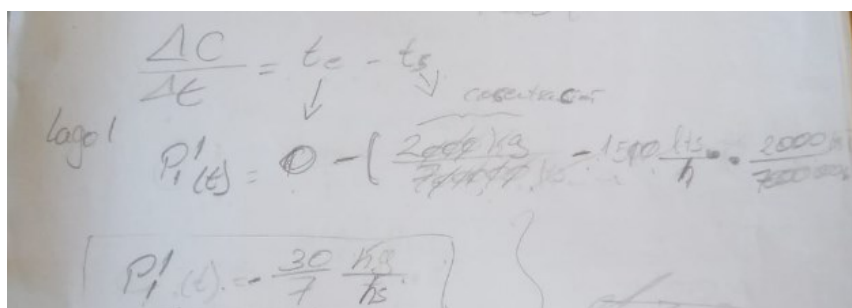 ΔC/Δt = te - ts
↓ ↘
Lago 1
P₁'(t) = 0 - ( 2000 kg / - 1500 lts/h · 2000
P₁'(t) = - 30/7 kg/hs